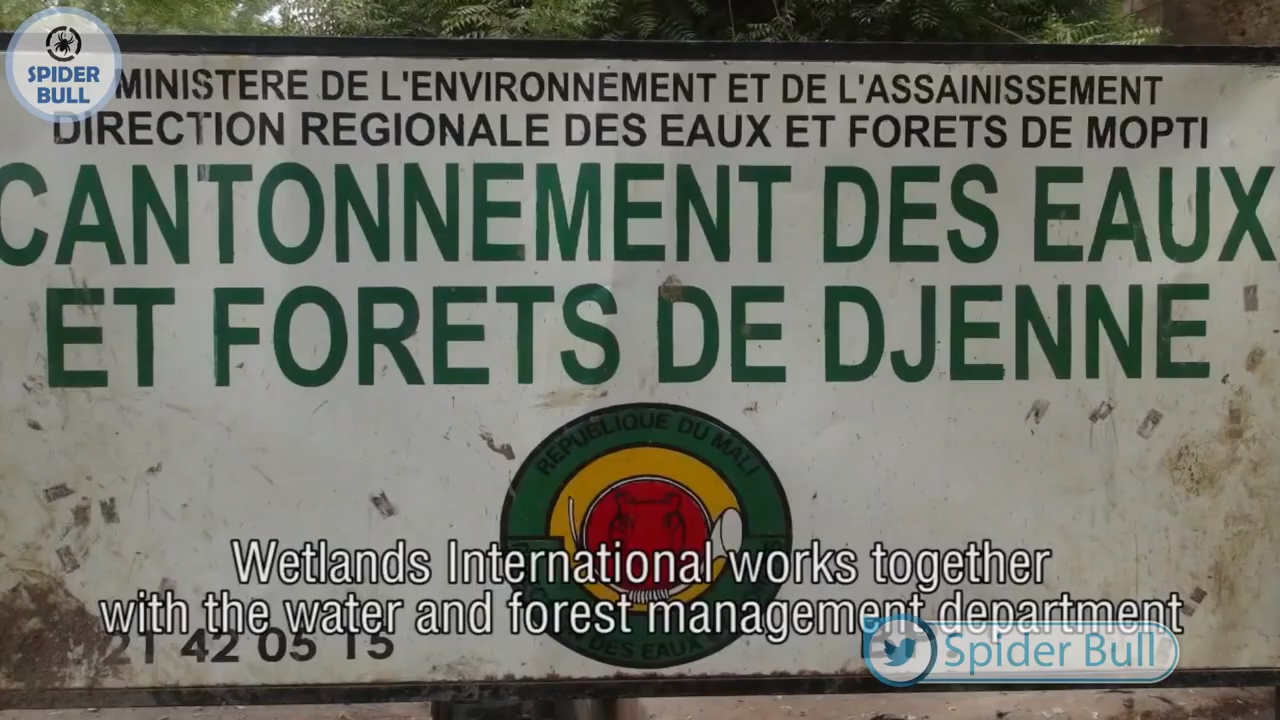 SPIDER
BULL
MINISTERE DE L'ENVIRONNEMENT ET DE L'ASSAINISSEMENT
DIRECTION REGIONALE DES EAUX ET FORETS DE MOPTI
CANTONNEMENT DES EAUX
ET FORETS DE DJENNE
REPUBLIQUE DU MALI
Wetlands International works together
with the water and forest management department
21 42 05 15
DES EAUX
Spider Bull